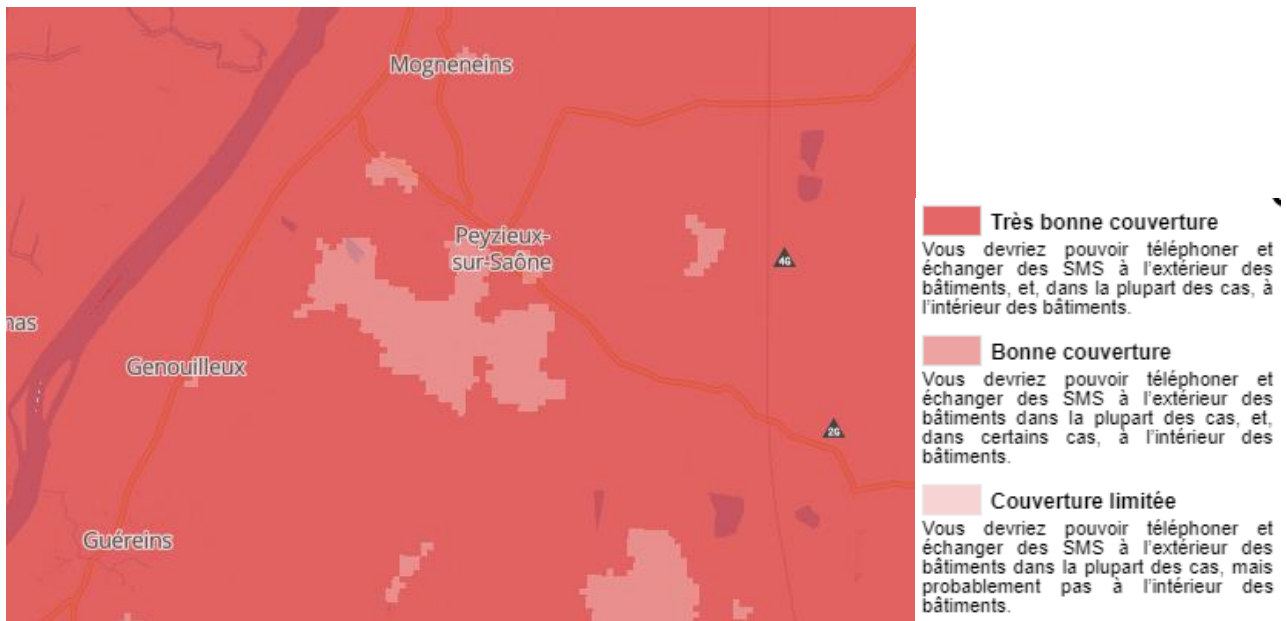 Mogneneins
Peyzieux-
sur-Saône
4G
nas
Genouilleux
2G
Guéreins
Très bonne couverture
Vous devriez pouvoir téléphoner et
échanger des SMS à l'extérieur des
bâtiments, et, dans la plupart des cas, à
l'intérieur des bâtiments.
Bonne couverture
Vous devriez pouvoir téléphoner et
échanger des SMS à l'extérieur des
bâtiments dans la plupart des cas, et,
dans certains cas, à l'intérieur des
bâtiments.
Couverture limitée
Vous devriez pouvoir téléphoner et
échanger des SMS à l'extérieur des
bâtiments dans la plupart des cas, mais
probablement pas à l'intérieur des
bâtiments.